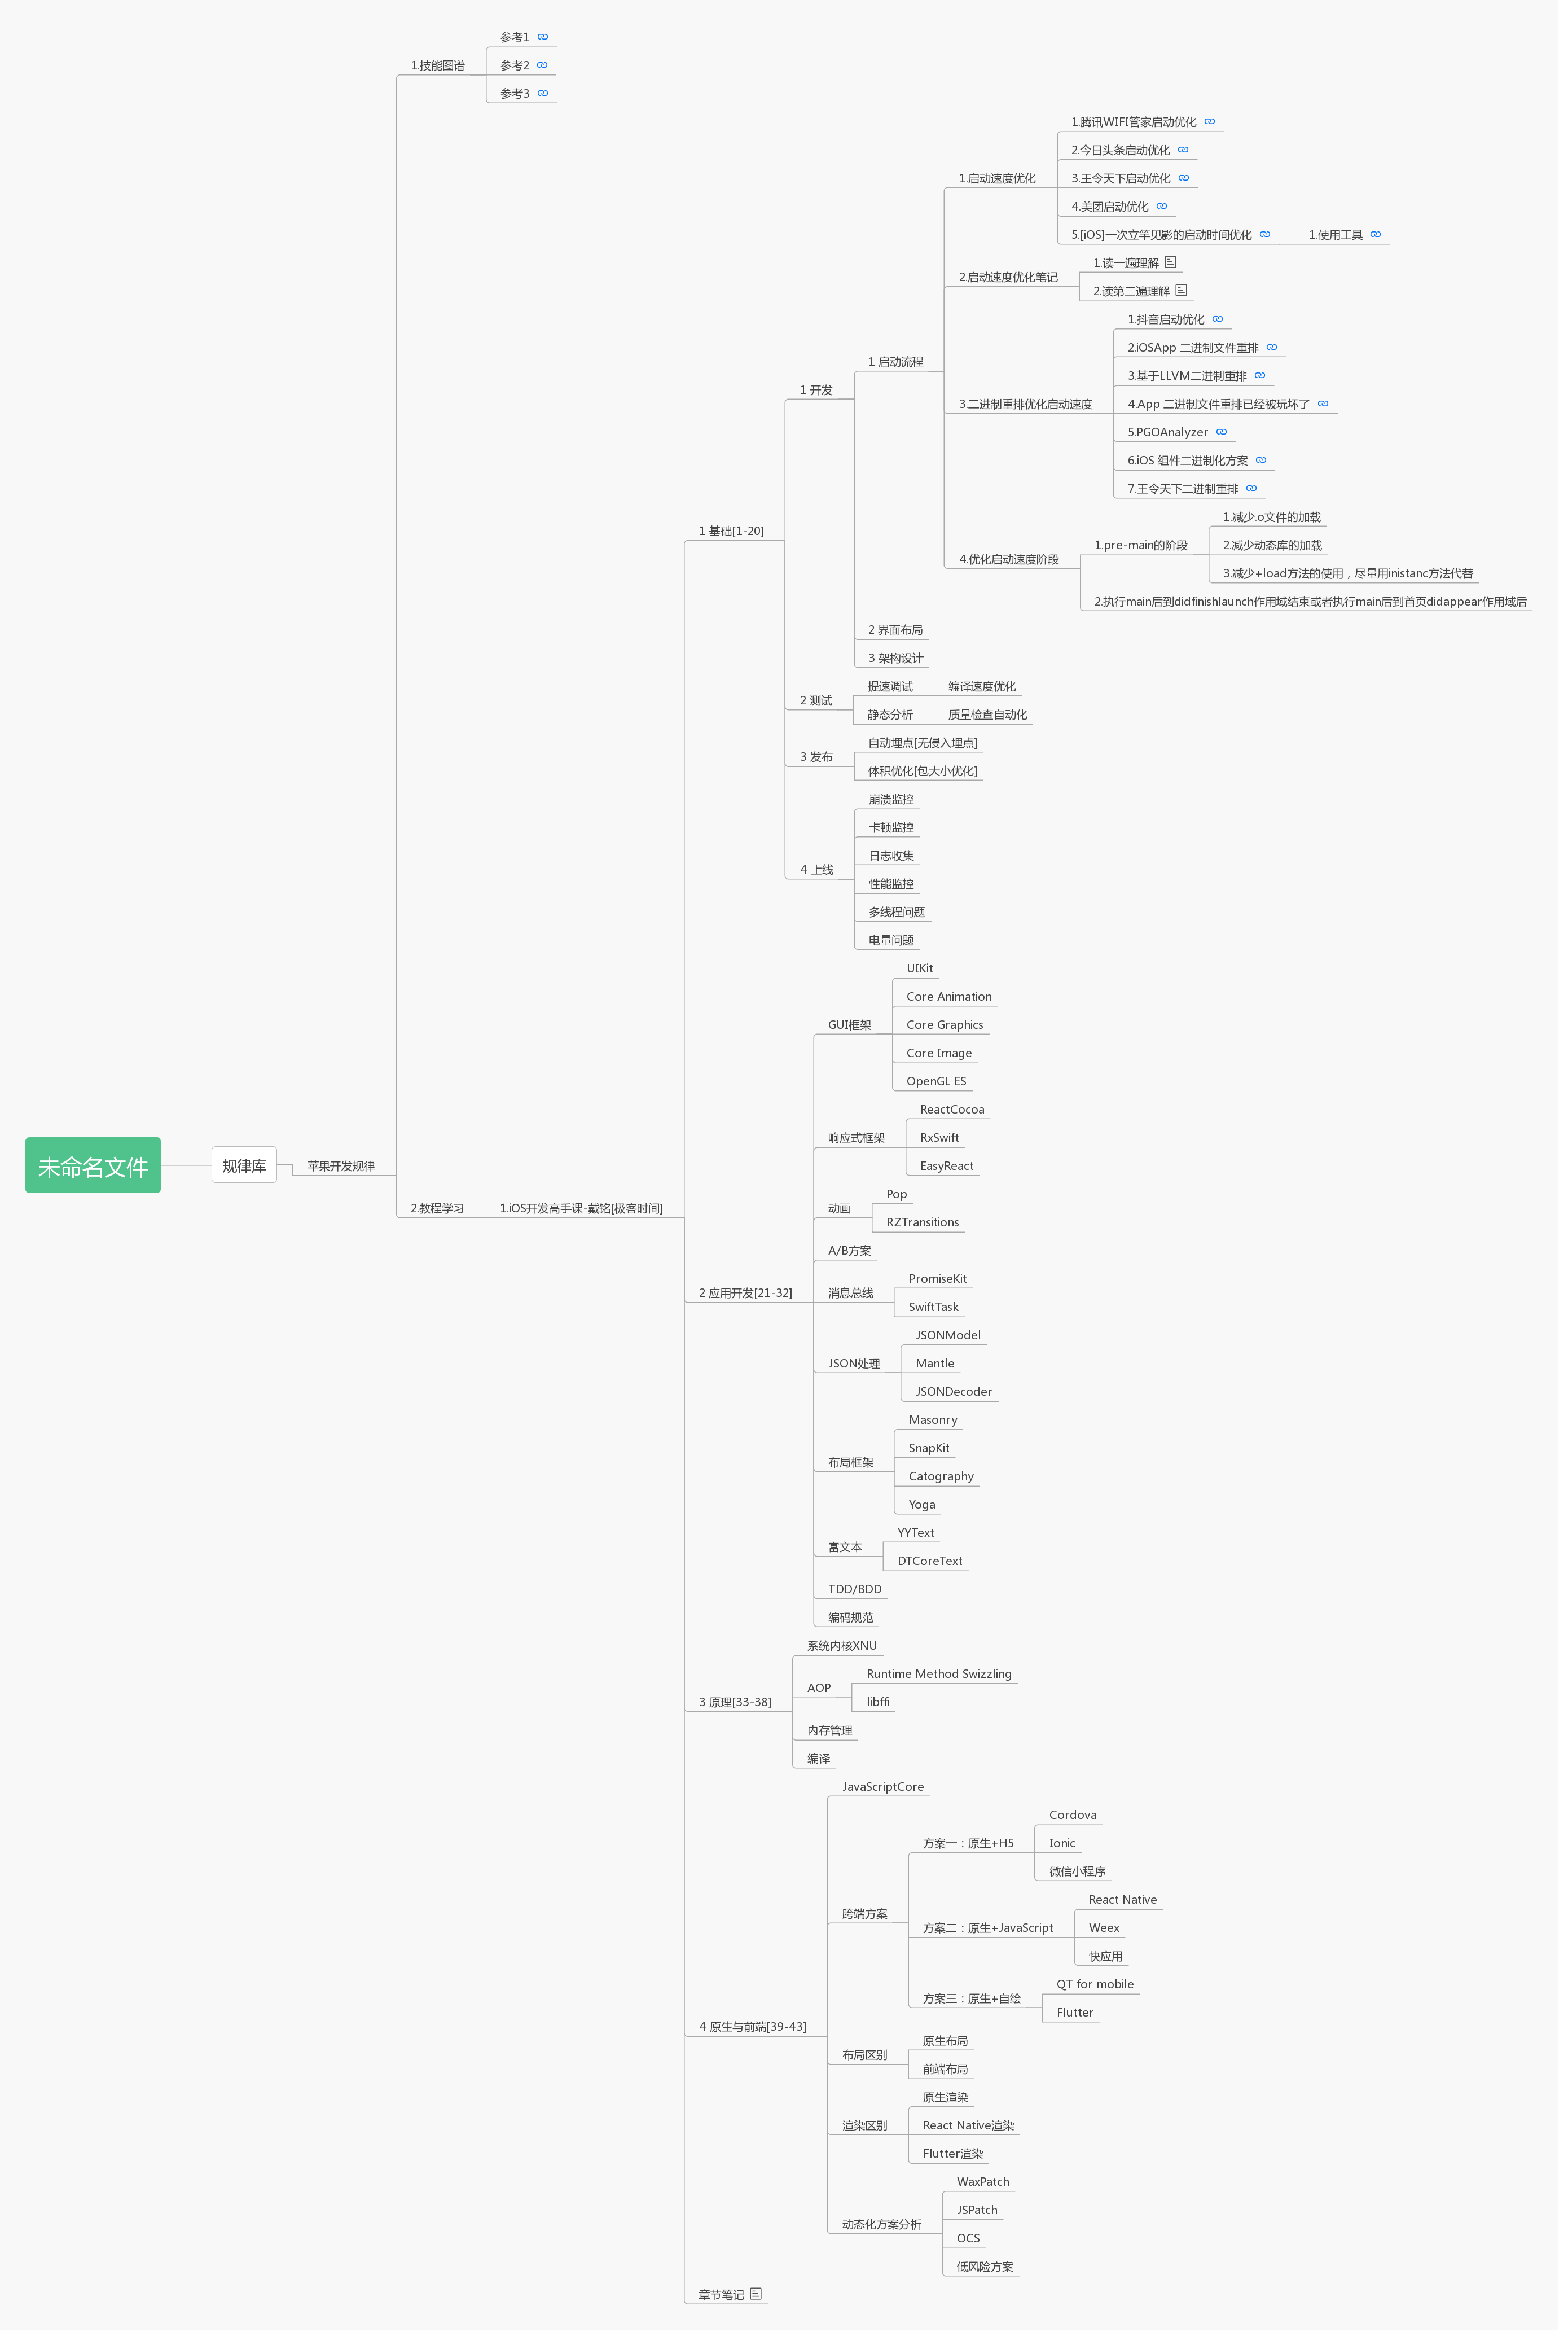 未命名文件
规律库
苹果开发规律
1.技能图谱
参考1
参考2
参考3
2.教程学习
1.iOS开发高手课-戴铭[极客时间]
1 基础[1-20]
1 开发
1 启动流程
1.启动速度优化
1.腾讯WIFI管家启动优化
2.今日头条启动优化
3.王令天下启动优化
4.美团启动优化
5.[iOS]一次立竿见影的启动时间优化
1.使用工具
2.启动速度优化笔记
1.读一遍理解
2.读第二遍理解
3.二进制重排优化启动速度
1.抖音启动优化
2.iOSApp 二进制文件重排
3.基于LLVM二进制重排
4.App 二进制文件重排已经被玩坏了
5.PGOAnalyzer
6.iOS 组件二进制化方案
7.王令天下二进制重排
4.优化启动速度阶段
1.pre-main的阶段
1.减少.o文件的加载
2.减少动态库的加载
3.减少+load方法的使用，尽量用inistanc方法代替
2.执行main后到didfinishlaunch作用域结束或者执行main后到首页didappear作用域后
2 界面布局
3 架构设计
2 测试
提速调试
编译速度优化
静态分析
质量检查自动化
3 发布
自动埋点[无侵入埋点]
体积优化[包大小优化]
4 上线
崩溃监控
卡顿监控
日志收集
性能监控
多线程问题
电量问题
2 应用开发[21-32]
GUI框架
UIKit
Core Animation
Core Graphics
Core Image
OpenGL ES
响应式框架
ReactCocoa
RxSwift
EasyReact
动画
Pop
RZTransitions
A/B方案
消息总线
PromiseKit
SwiftTask
JSON处理
JSONModel
Mantle
JSONDecoder
布局框架
Masonry
SnapKit
Catography
Yoga
富文本
YYText
DTCoreText
TDD/BDD
编码规范
3 原理[33-38]
系统内核XNU
AOP
Runtime Method Swizzling
libffi
内存管理
编译
4 原生与前端[39-43]
JavaScriptCore
跨端方案
方案一：原生+H5
Cordova
Ionic
微信小程序
方案二：原生+JavaScript
React Native
Weex
快应用
方案三：原生+自绘
QT for mobile
Flutter
布局区别
原生布局
前端布局
渲染区别
原生渲染
React Native渲染
Flutter渲染
动态化方案分析
WaxPatch
JSPatch
OCS
低风险方案
章节笔记